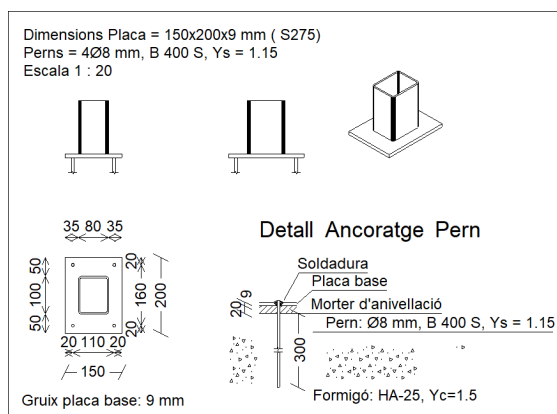 Dimensions Placa = 150x200x9 mm ( S275)
Perns = 4Ø8 mm, B 400 S, Ys = 1.15
Escala 1 : 20
35 80 35
50
100
50
20
160
20
200
20 110 20
150
Gruix placa base: 9 mm
Detall Ancoratge Pern
Soldadura
Placa base
Morter d'anivellació
Pern: Ø8 mm, B 400 S, Ys = 1.15
20 9
300
Formigó: HA-25, Yc=1.5